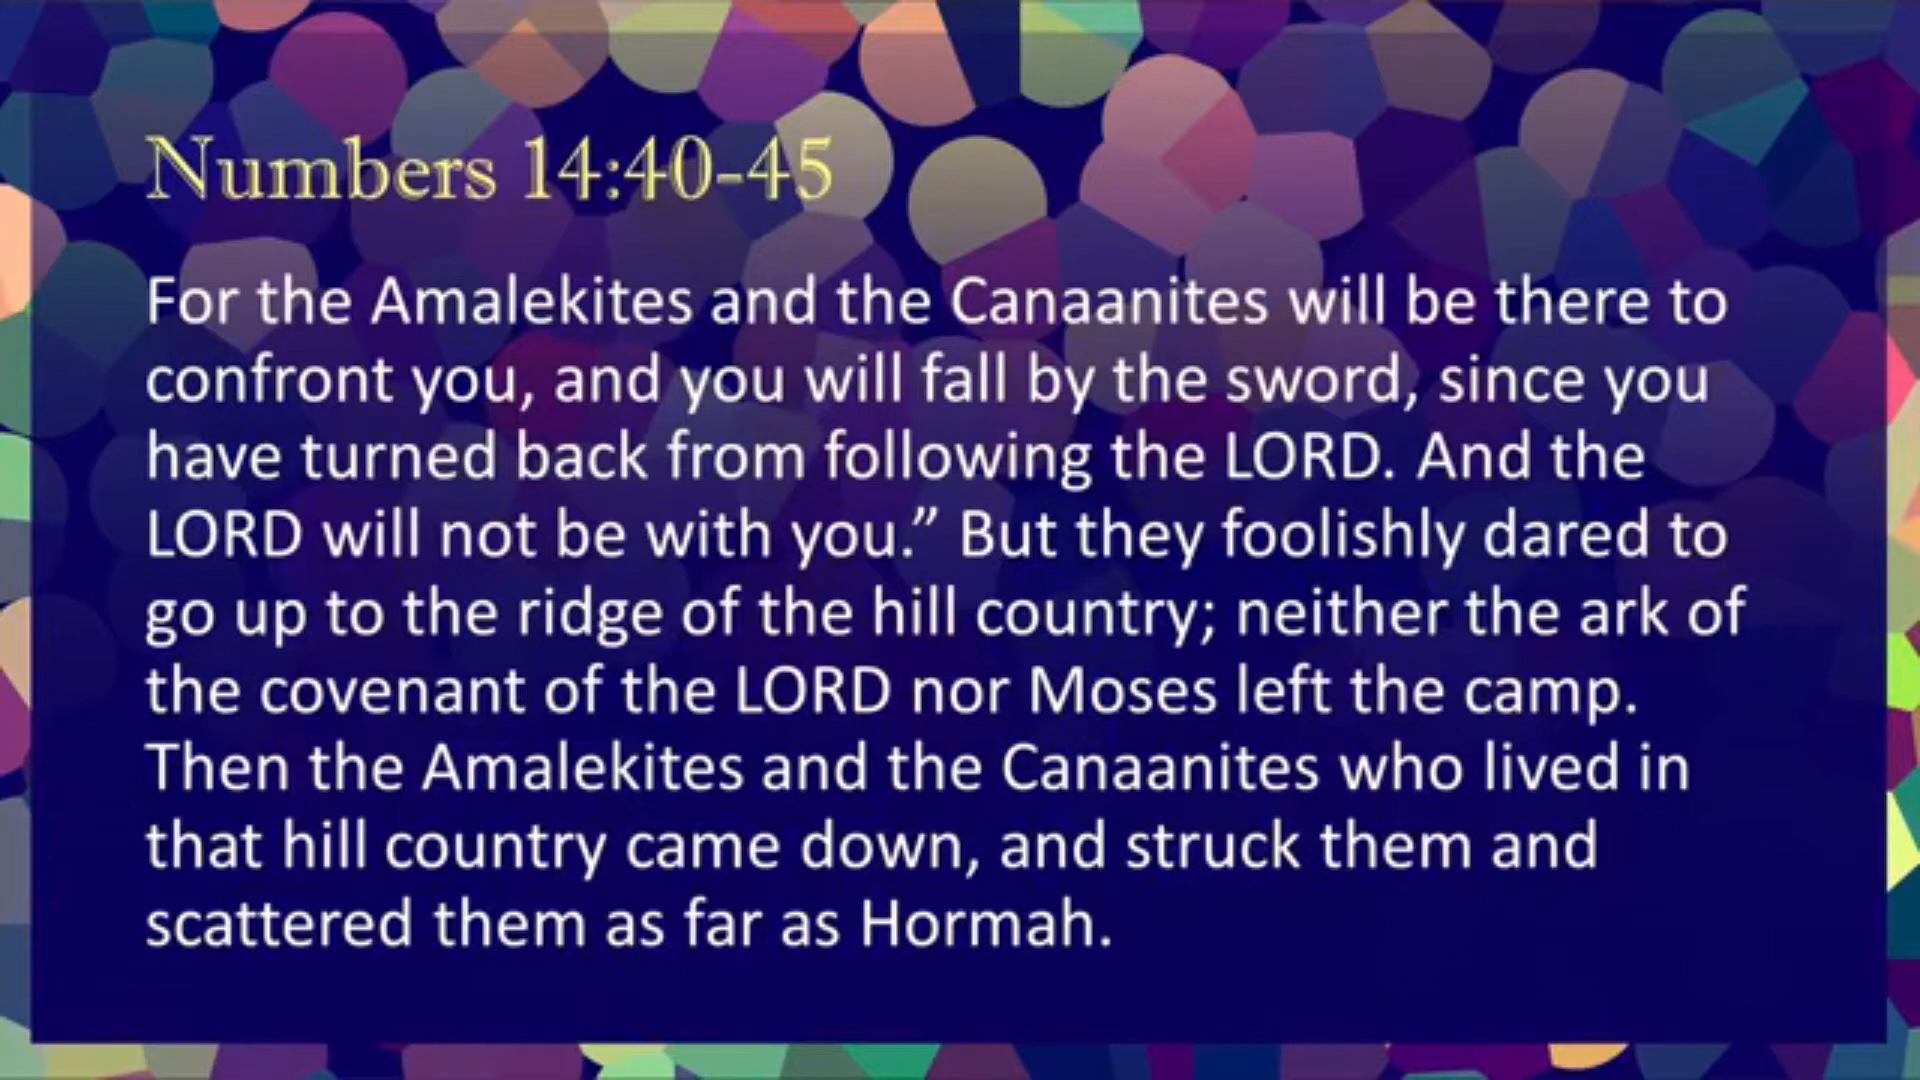 Numbers 14:40-45
For the Amalekites and the Canaanites will be there to
confront you, and you will fall by the sword, since you
have turned back from following the LORD. And the
LORD will not be with you.” But they foolishly dared to
go up to the ridge of the hill country; neither the ark of
the covenant of the LORD nor Moses left the camp.
Then the Amalekites and the Canaanites who lived in
that hill country came down, and struck them and
scattered them as far as Hormah.